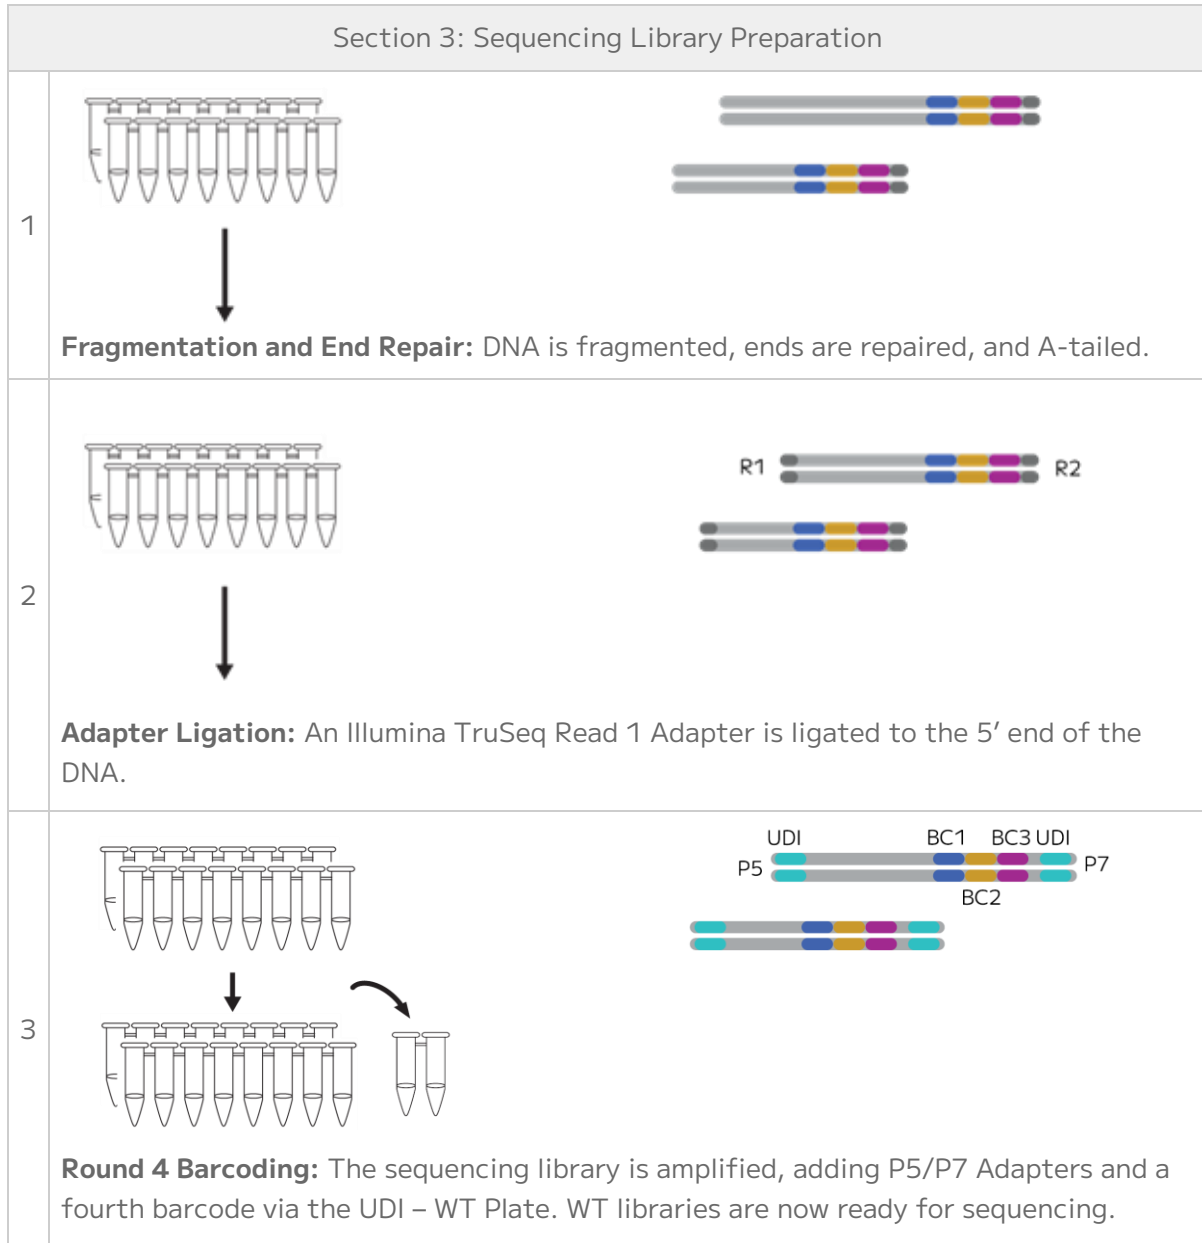 Section 3: Sequencing Library Preparation
1
Fragmentation and End Repair: DNA is fragmented, ends are repaired, and A-tailed.
2
R1
R2
Adapter Ligation: An Illumina TruSeq Read 1 Adapter is ligated to the 5′ end of the
DNA.
3
UDI BC1 BC3 UDI
P5 P7
BC2
Round 4 Barcoding: The sequencing library is amplified, adding P5/P7 Adapters and a
fourth barcode via the UDI – WT Plate. WT libraries are now ready for sequencing.